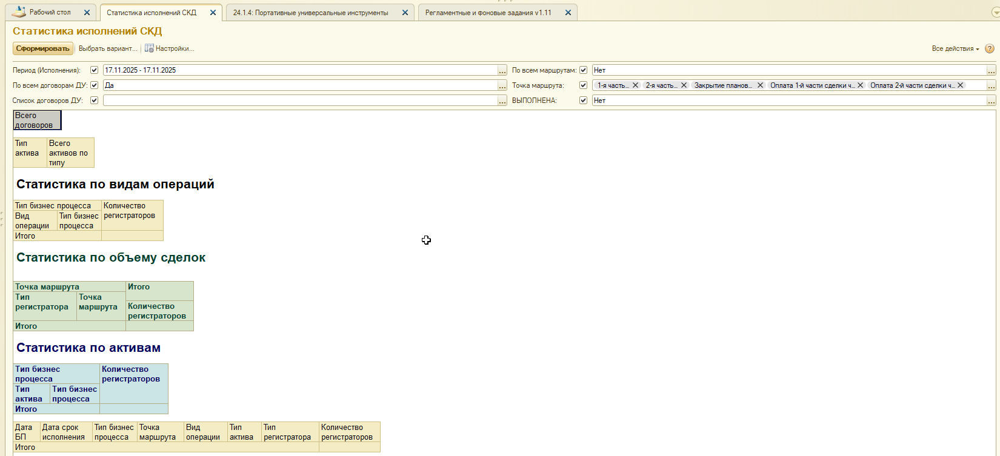 Рабочий стол
Статистика исполнений СКД
24.1.4: Портативные универсальные инструменты
Регламентные и фоновые задания v1.11
Статистика исполнений СКД
Сформировать
Выбрать вариант...
Настройки...
Все действия
?
Период (Исполнения):
17.11.2025 - 17.11.2025
...
По всем маршрутам:
Нет
...
По всем договорам ДУ:
Да
...
Точка маршрута:
1-я часть...
2-я часть...
Закрытие планов...
Оплата 1-й части сделки ч...
Оплата 2-й части сделки ч...
...
Список договоров ДУ:
...
ВЫПОЛНЕНА:
Нет
...
Всего
договоров
Тип
актива
Всего
активов по
типу
Статистика по видам операций
Тип бизнес процесса
Количество
регистраторов
Вид
операции
Тип бизнес
процесса
Итого
Статистика по объему сделок
Точка маршрута
Итого
Тип
регистратора
Точка
маршрута
Количество
регистраторов
Итого
Статистика по активам
Тип бизнес
процесса
Количество
регистраторов
Тип
актива
Тип бизнес
процесса
Итого
Дата
БП
Дата срок
исполнения
Тип бизнес
процесса
Точка
маршрута
Вид
операции
Тип
актива
Тип
регистратора
Количество
регистраторов
Итого